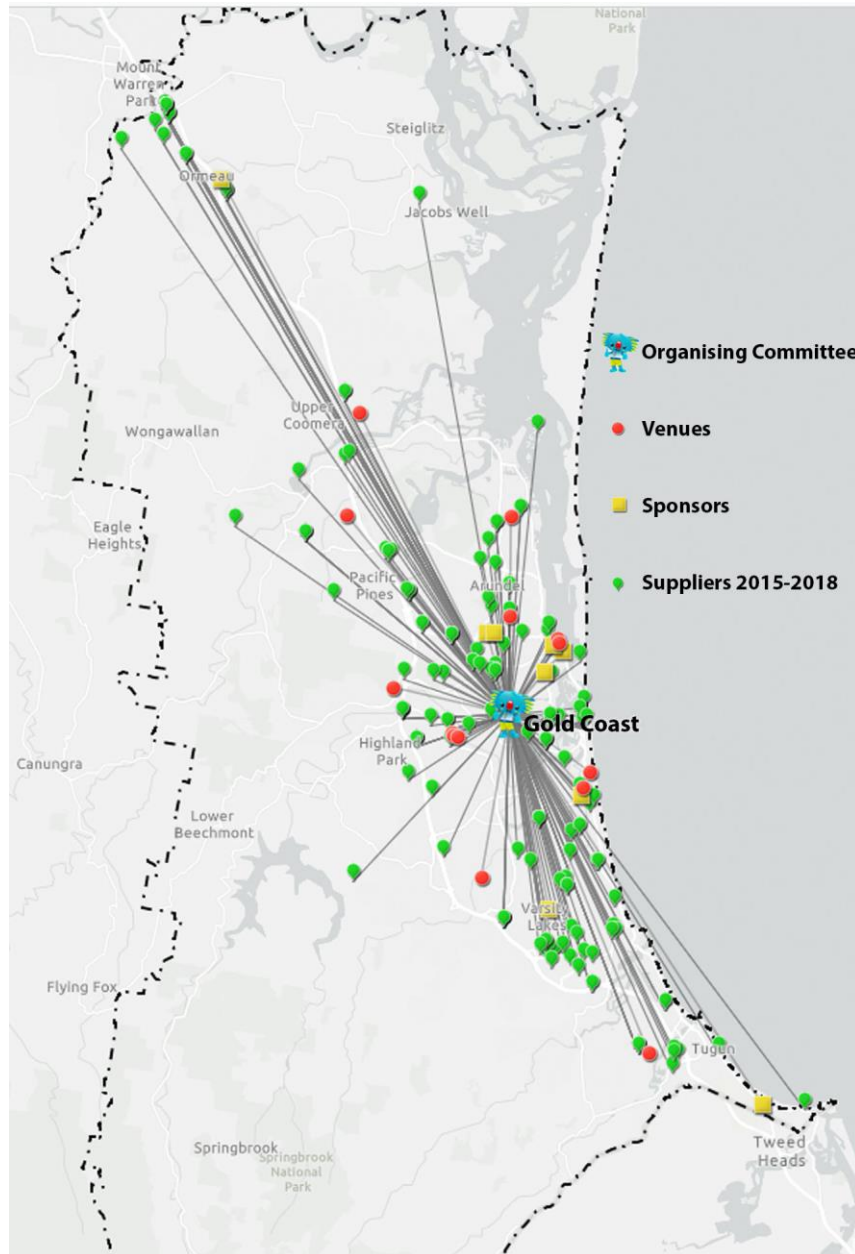 National
Park
Mount
Warren
Park
Steiglitz
Ormeau
Jacobs Well
Organising Committee
Upper
Coomera
Venues
Wongawallan
Sponsors
Eagle
Heights
Pacific
Pines
Arundel
Suppliers 2015-2018
Gold Coast
Highland
Park
Canungra
Lower
Beechmont
Varsity
Lakes
Flying Fox
Tugun
Tweed
Heads
Springbrook
Springbrook
National
Park